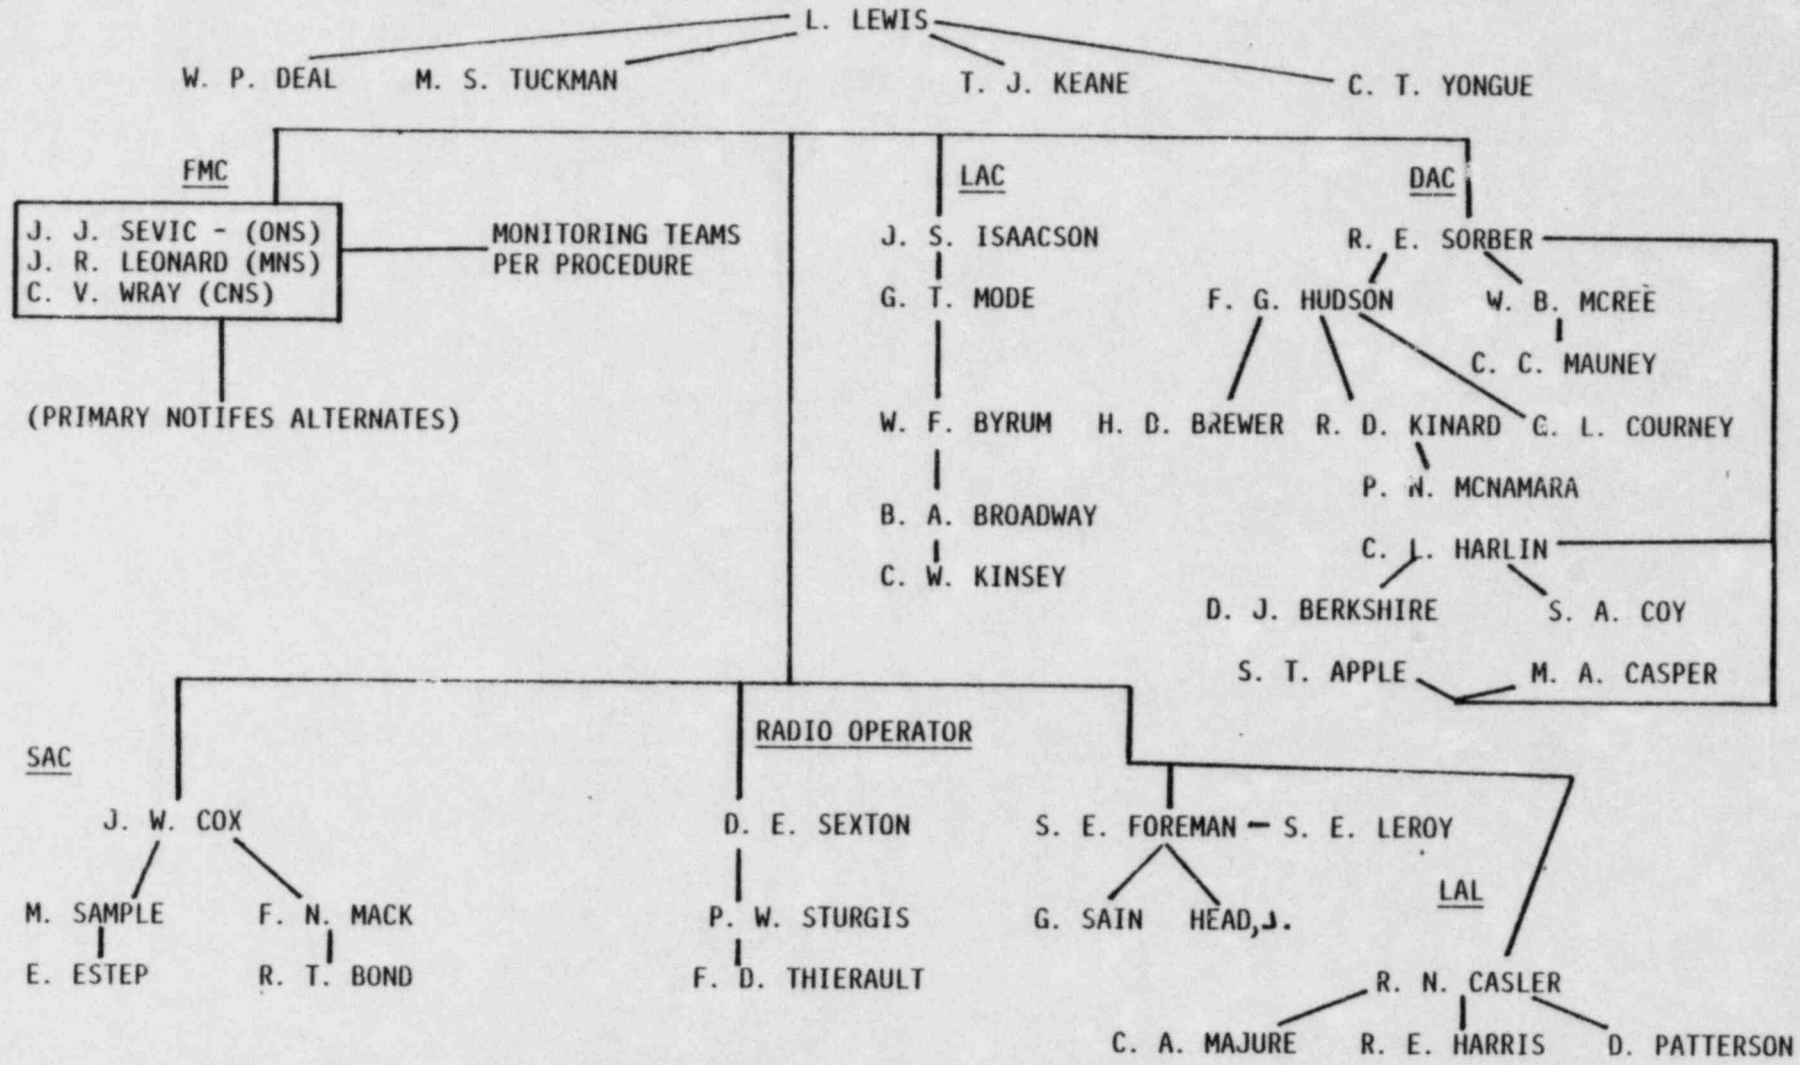 L. LEWIS
W. P. DEAL
M. S. TUCKMAN
T. J. KEANE
C. T. YONGUE
FMC
J. J. SEVIC - (ONS)
J. R. LEONARD (MNS)
C. V. WRAY (CNS)
MONITORING TEAMS
PER PROCEDURE
(PRIMARY NOTIFES ALTERNATES)
LAC
J. S. ISAACSON
G. T. MODE
W. F. BYRUM
B. A. BROADWAY
C. W. KINSEY
DAC
R. E. SORBER
F. G. HUDSON
W. B. MCREE
C. C. MAUNEY
H. D. BREWER
R. D. KINARD
G. L. COURNEY
P. N. MCNAMARA
C. L. HARLIN
D. J. BERKSHIRE
S. A. COY
S. T. APPLE
M. A. CASPER
SAC
J. W. COX
M. SAMPLE
F. N. MACK
E. ESTEP
R. T. BOND
RADIO OPERATOR
D. E. SEXTON
P. W. STURGIS
F. D. THIERAULT
S. E. FOREMAN - S. E. LEROY
G. SAIN
HEAD, J.
LAL
R. N. CASLER
C. A. MAJURE
R. E. HARRIS
D. PATTERSON